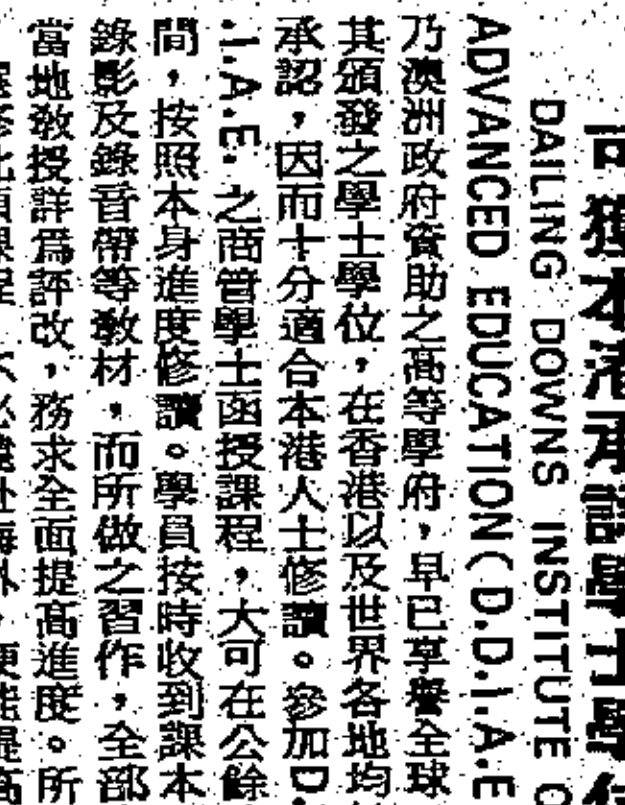 可獲本港承認學士學位
DAILING DOWNS INSTITUTE O
ADVANCED EDUCATION(D.D.I.A.E
乃澳洲政府資助之高等學府，早已享譽全球
其頒發之學士學位，在香港以及世界各地均
承認，因而十分適合本港人士修讀。參加D.
.I.A.E.之商管學士函授課程，大可在公餘
間，按照本身進度修讀。學員按時收到課本
錄影及錄音帶等教材，而所做之習作，全部
當地教授詳爲評改，務求全面提高進度。所